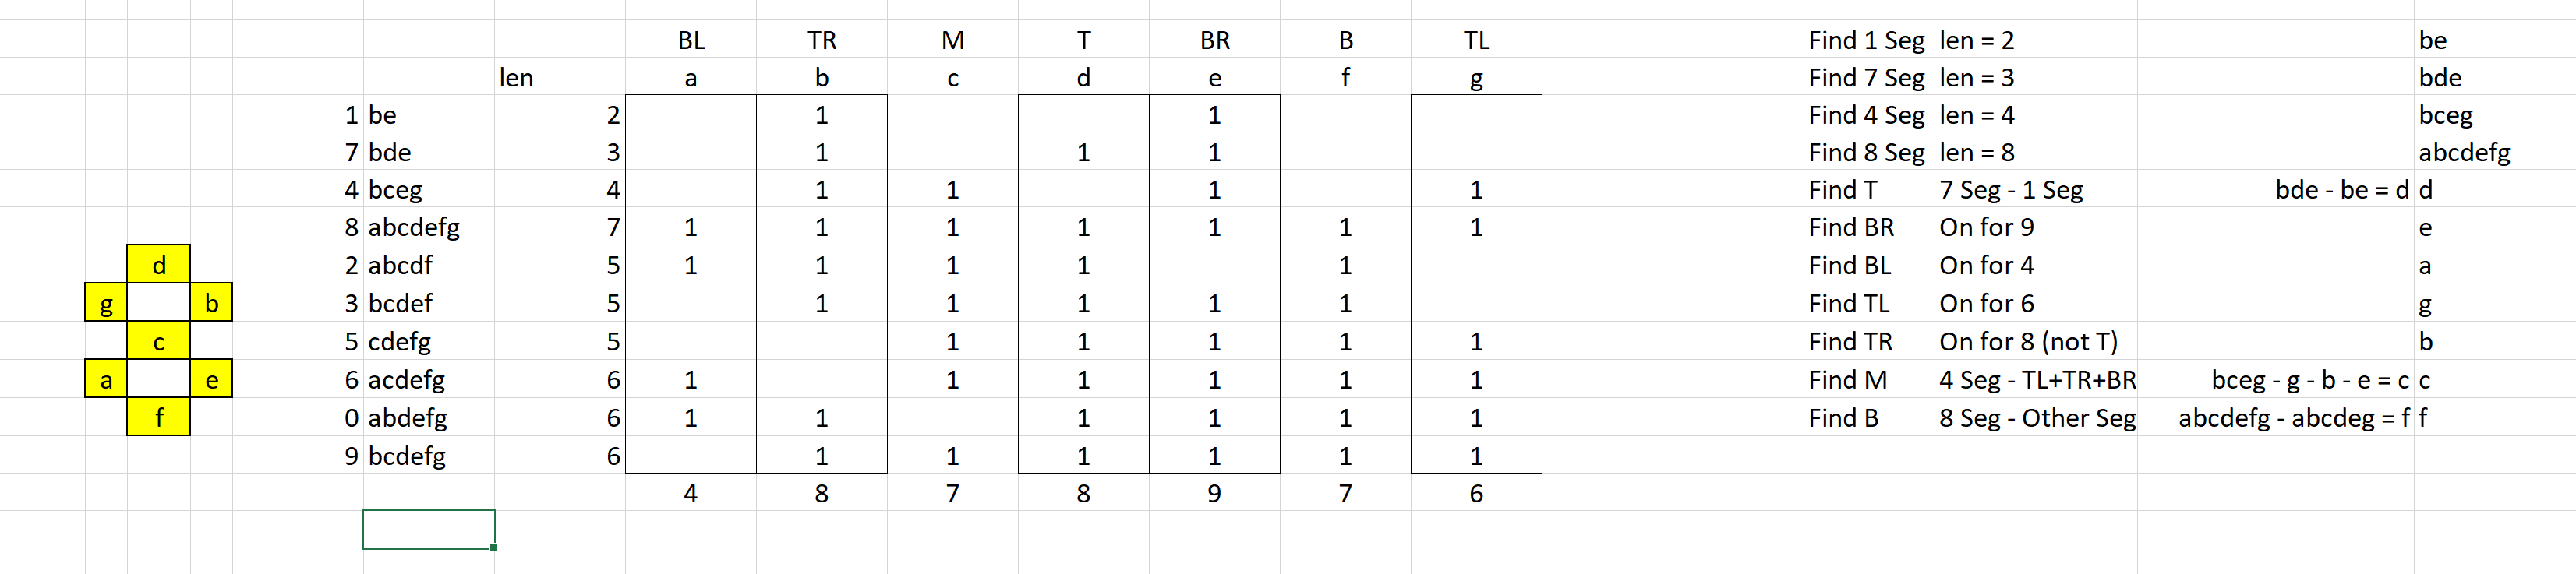 BL TR M T BR B TL Find 1 Seg len = 2 be
len a b c d e f g Find 7 Seg len = 3 bde
1 be 2 1 1 Find 4 Seg len = 4 bceg
7 bde 3 1 1 1 Find 8 Seg len = 8 abcdefg
4 bceg 4 1 1 1 1 Find T 7 Seg - 1 Seg bde - be = d d
8 abcdefg 7 1 1 1 1 1 1 1 Find BR On for 9 e
d 2 abcdf 5 1 1 1 1 1 Find BL On for 4 a
g b 3 bcdef 5 1 1 1 1 1 Find TL On for 6 g
c 5 cdefg 5 1 1 1 1 1 Find TR On for 8 (not T) b
a e 6 acdefg 6 1 1 1 1 1 1 Find M 4 Seg - TL+TR+BR bceg - g - b - e = c c
f 0 abdefg 6 1 1 1 1 1 1 Find B 8 Seg - Other Seg abcdefg - abcdeg = f f
9 bcdefg 6 1 1 1 1 1 1
4 8 7 8 9 7 6